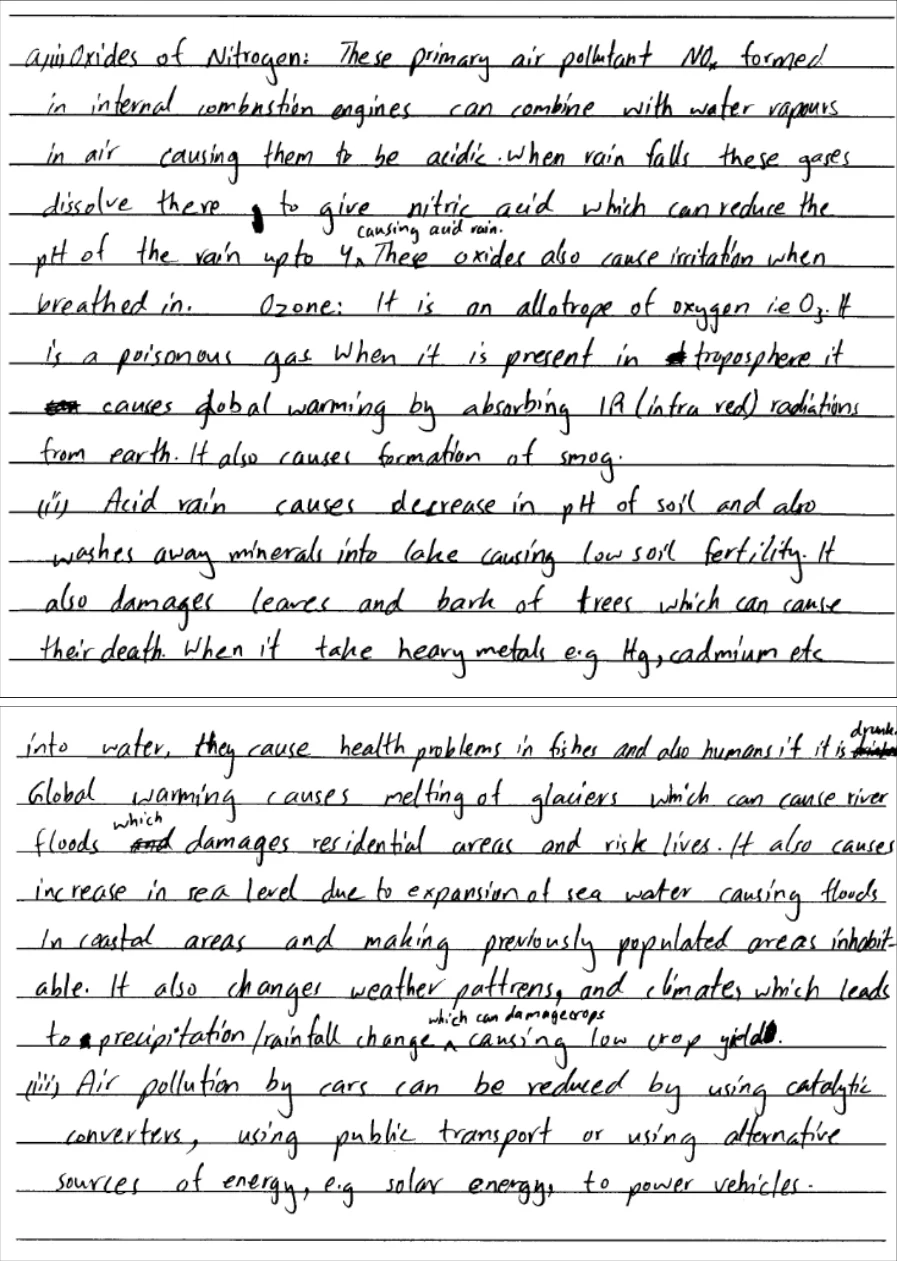 a)(i) Oxides of Nitrogen: These primary air pollutant NOx formed
in internal combustion engines can combine with water vapours
in air causing them to be acidic. When rain falls these gases
dissolve there to give nitric acid which can reduce the
causing acid rain.
pH of the rain upto 4. These oxides also cause irritation when
breathed in. Ozone: It is an allotrope of oxygen i.e O3. It
is a poisonous gas when it is present in troposphere it
causes global warming by absorbing IR (infra red) radiations
from earth. It also causes formation of smog.
(ii) Acid rain causes decrease in pH of soil and also
washes away minerals into lake causing low soil fertility. It
also damages leaves and bark of trees which can cause
their death. When it take heavy metals e.g Hg, cadmium etc
into water, they cause health problems in fishes and also humans if it is drunk.
Global warming causes melting of glaciers which can cause river
floods which damages residential areas and risk lives. It also causes
increase in sea level due to expansion of sea water causing floods
In coastal areas and making previously populated areas inhabit-
able. It also changes weather pattrens, and climate, which leads
which can damage crops
to precipitation/rainfall change causing low crop yield.
(iii) Air pollution by cars can be reduced by using catalytic
converters, using public transport or using alternative
sources of energy, e.g solar energy, to power vehicles.